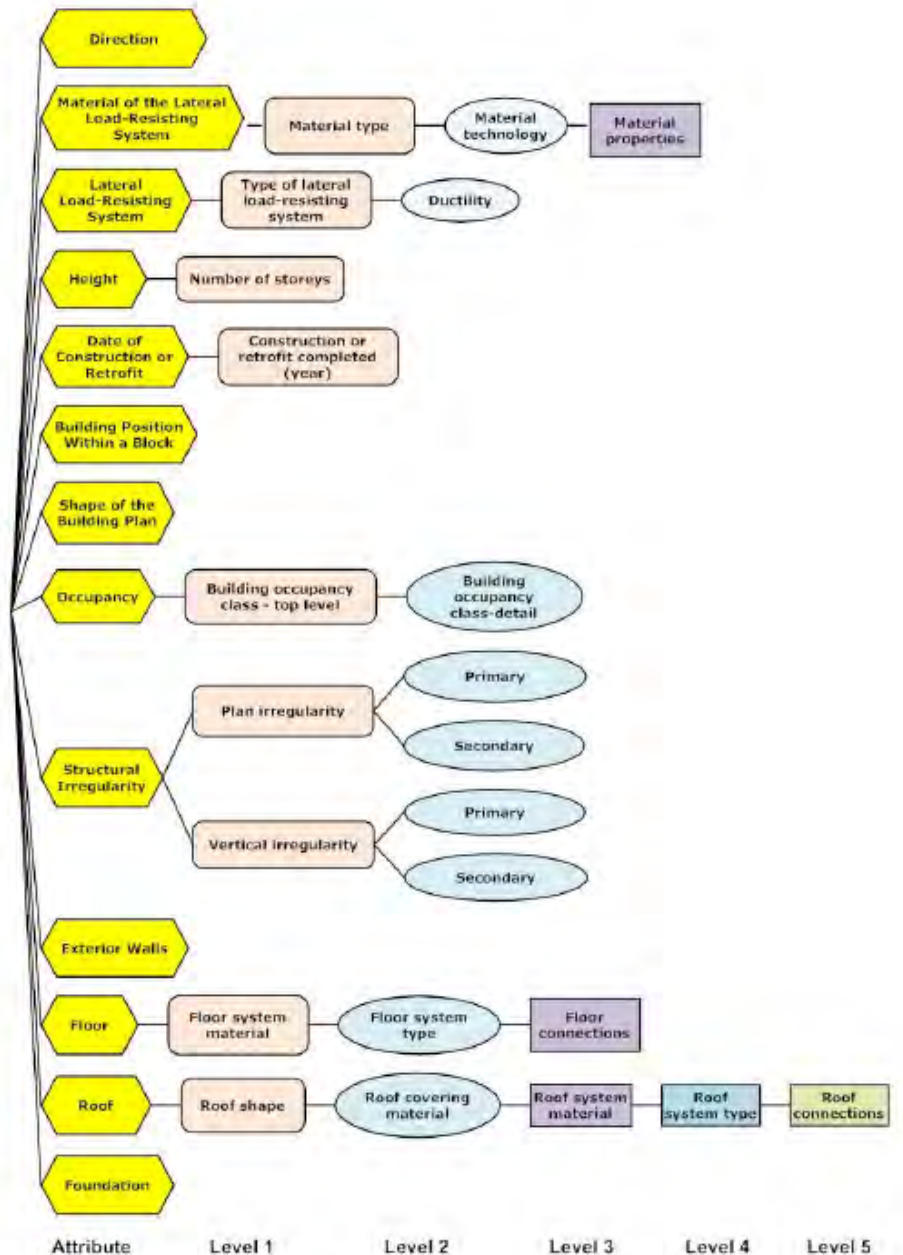 Direction
Material of the Lateral
Load-Resisting
System
Material type
Material
technology
Material
properties
Lateral
Load-Resisting
System
Type of lateral
load-resisting
system
Ductility
Height
Number of storeys
Date of
Construction or
Retrofit
Construction or
retrofit completed
(year)
Building Position
Within a Block
Shape of the
Building Plan
Occupancy
Building occupancy
class - top level
Building
occupancy
class-detail
Structural
Irregularity
Plan irregularity
Primary
Secondary
Vertical irregularity
Primary
Secondary
Exterior Walls
Floor
Floor system
material
Floor system
type
Floor
connections
Roof
Roof shape
Roof covering
material
Roof system
material
Roof
system type
Roof
connections
Foundation
Attribute Level 1 Level 2 Level 3 Level 4 Level 5